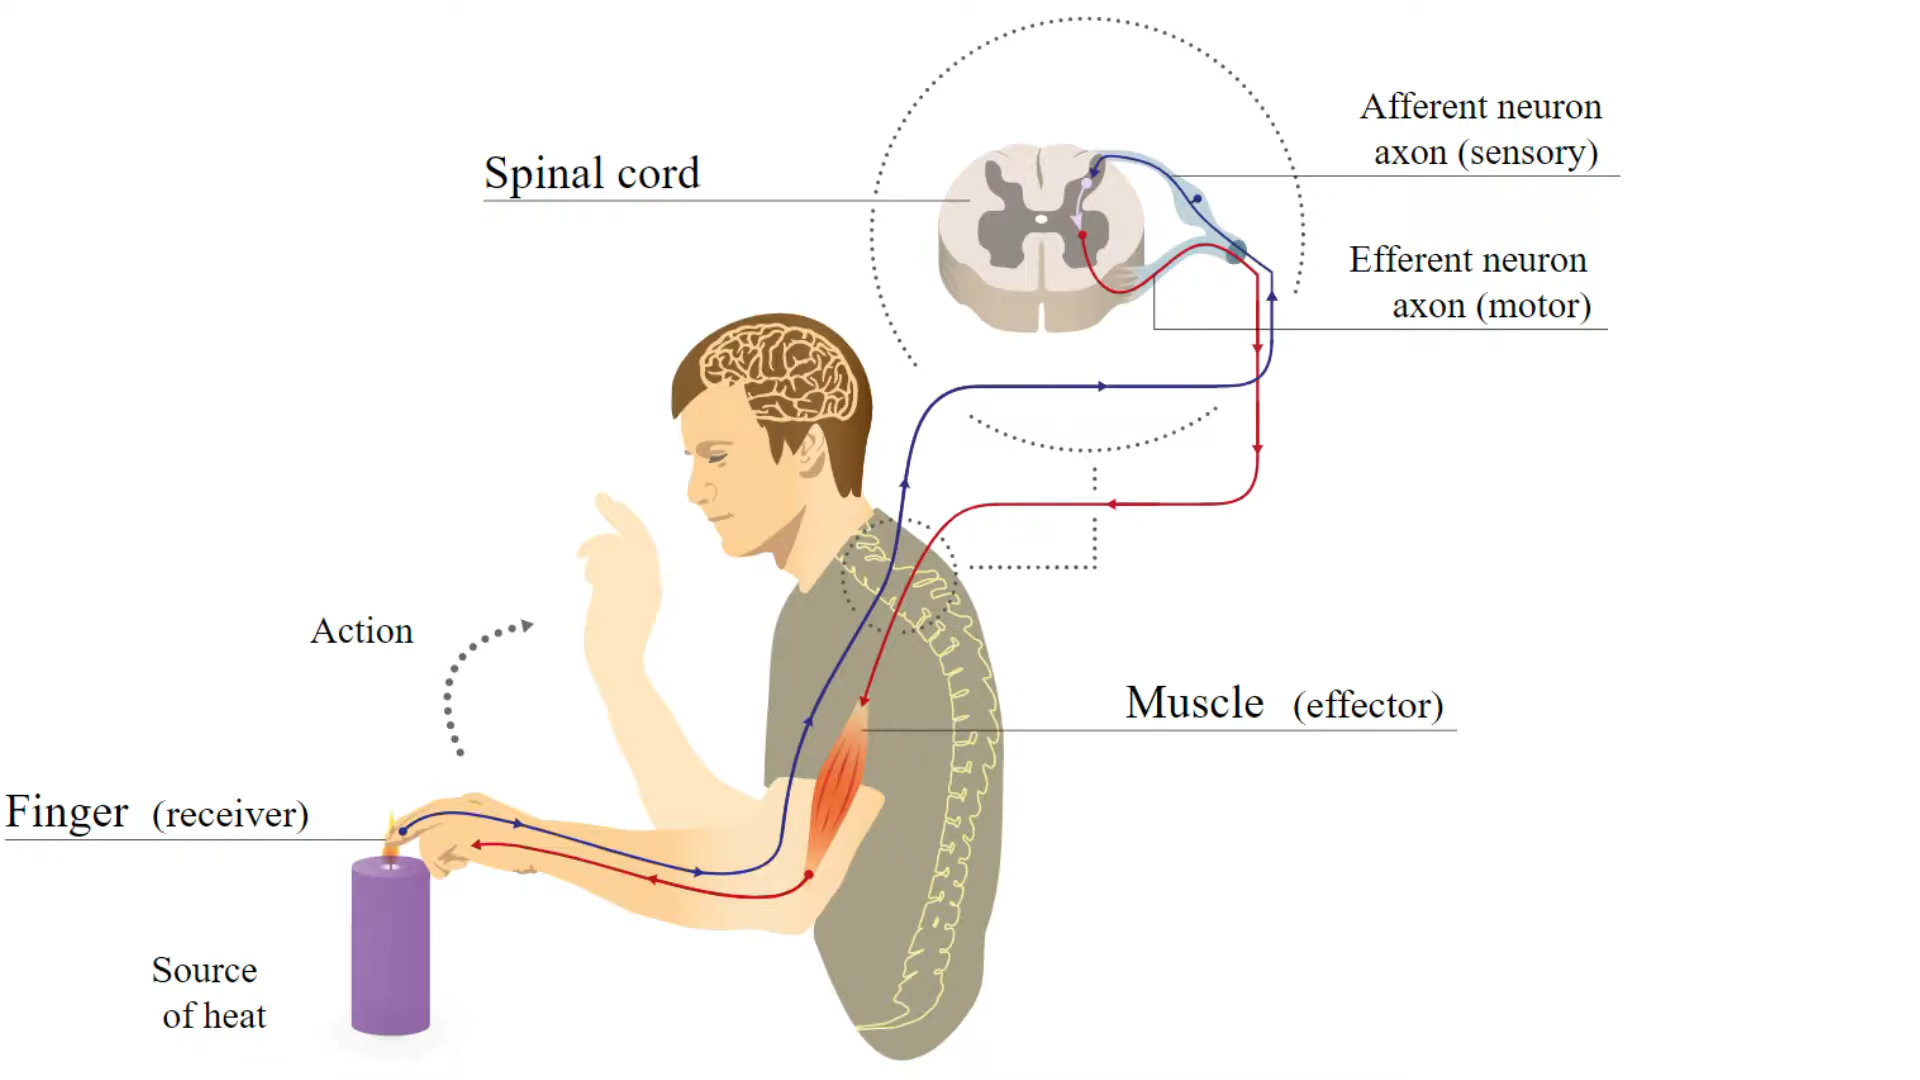 Afferent neuron
axon (sensory)
Spinal cord
Efferent neuron
axon (motor)
Action
Muscle (effector)
Finger (receiver)
Source
of heat